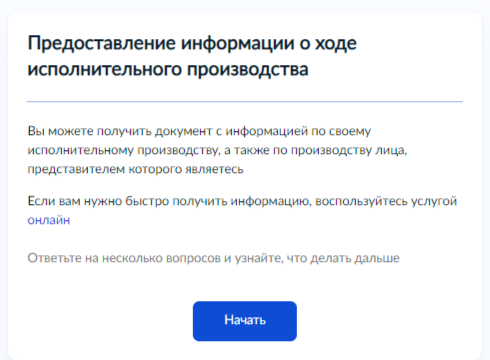 Предоставление информации о ходе
исполнительного производства
Вы можете получить документ с информацией по своему
исполнительному производству, а также по производству лица,
представителем которого являетесь
Если вам нужно быстро получить информацию, воспользуйтесь услугой
онлайн
Ответьте на несколько вопросов и узнайте, что делать дальше
Начать